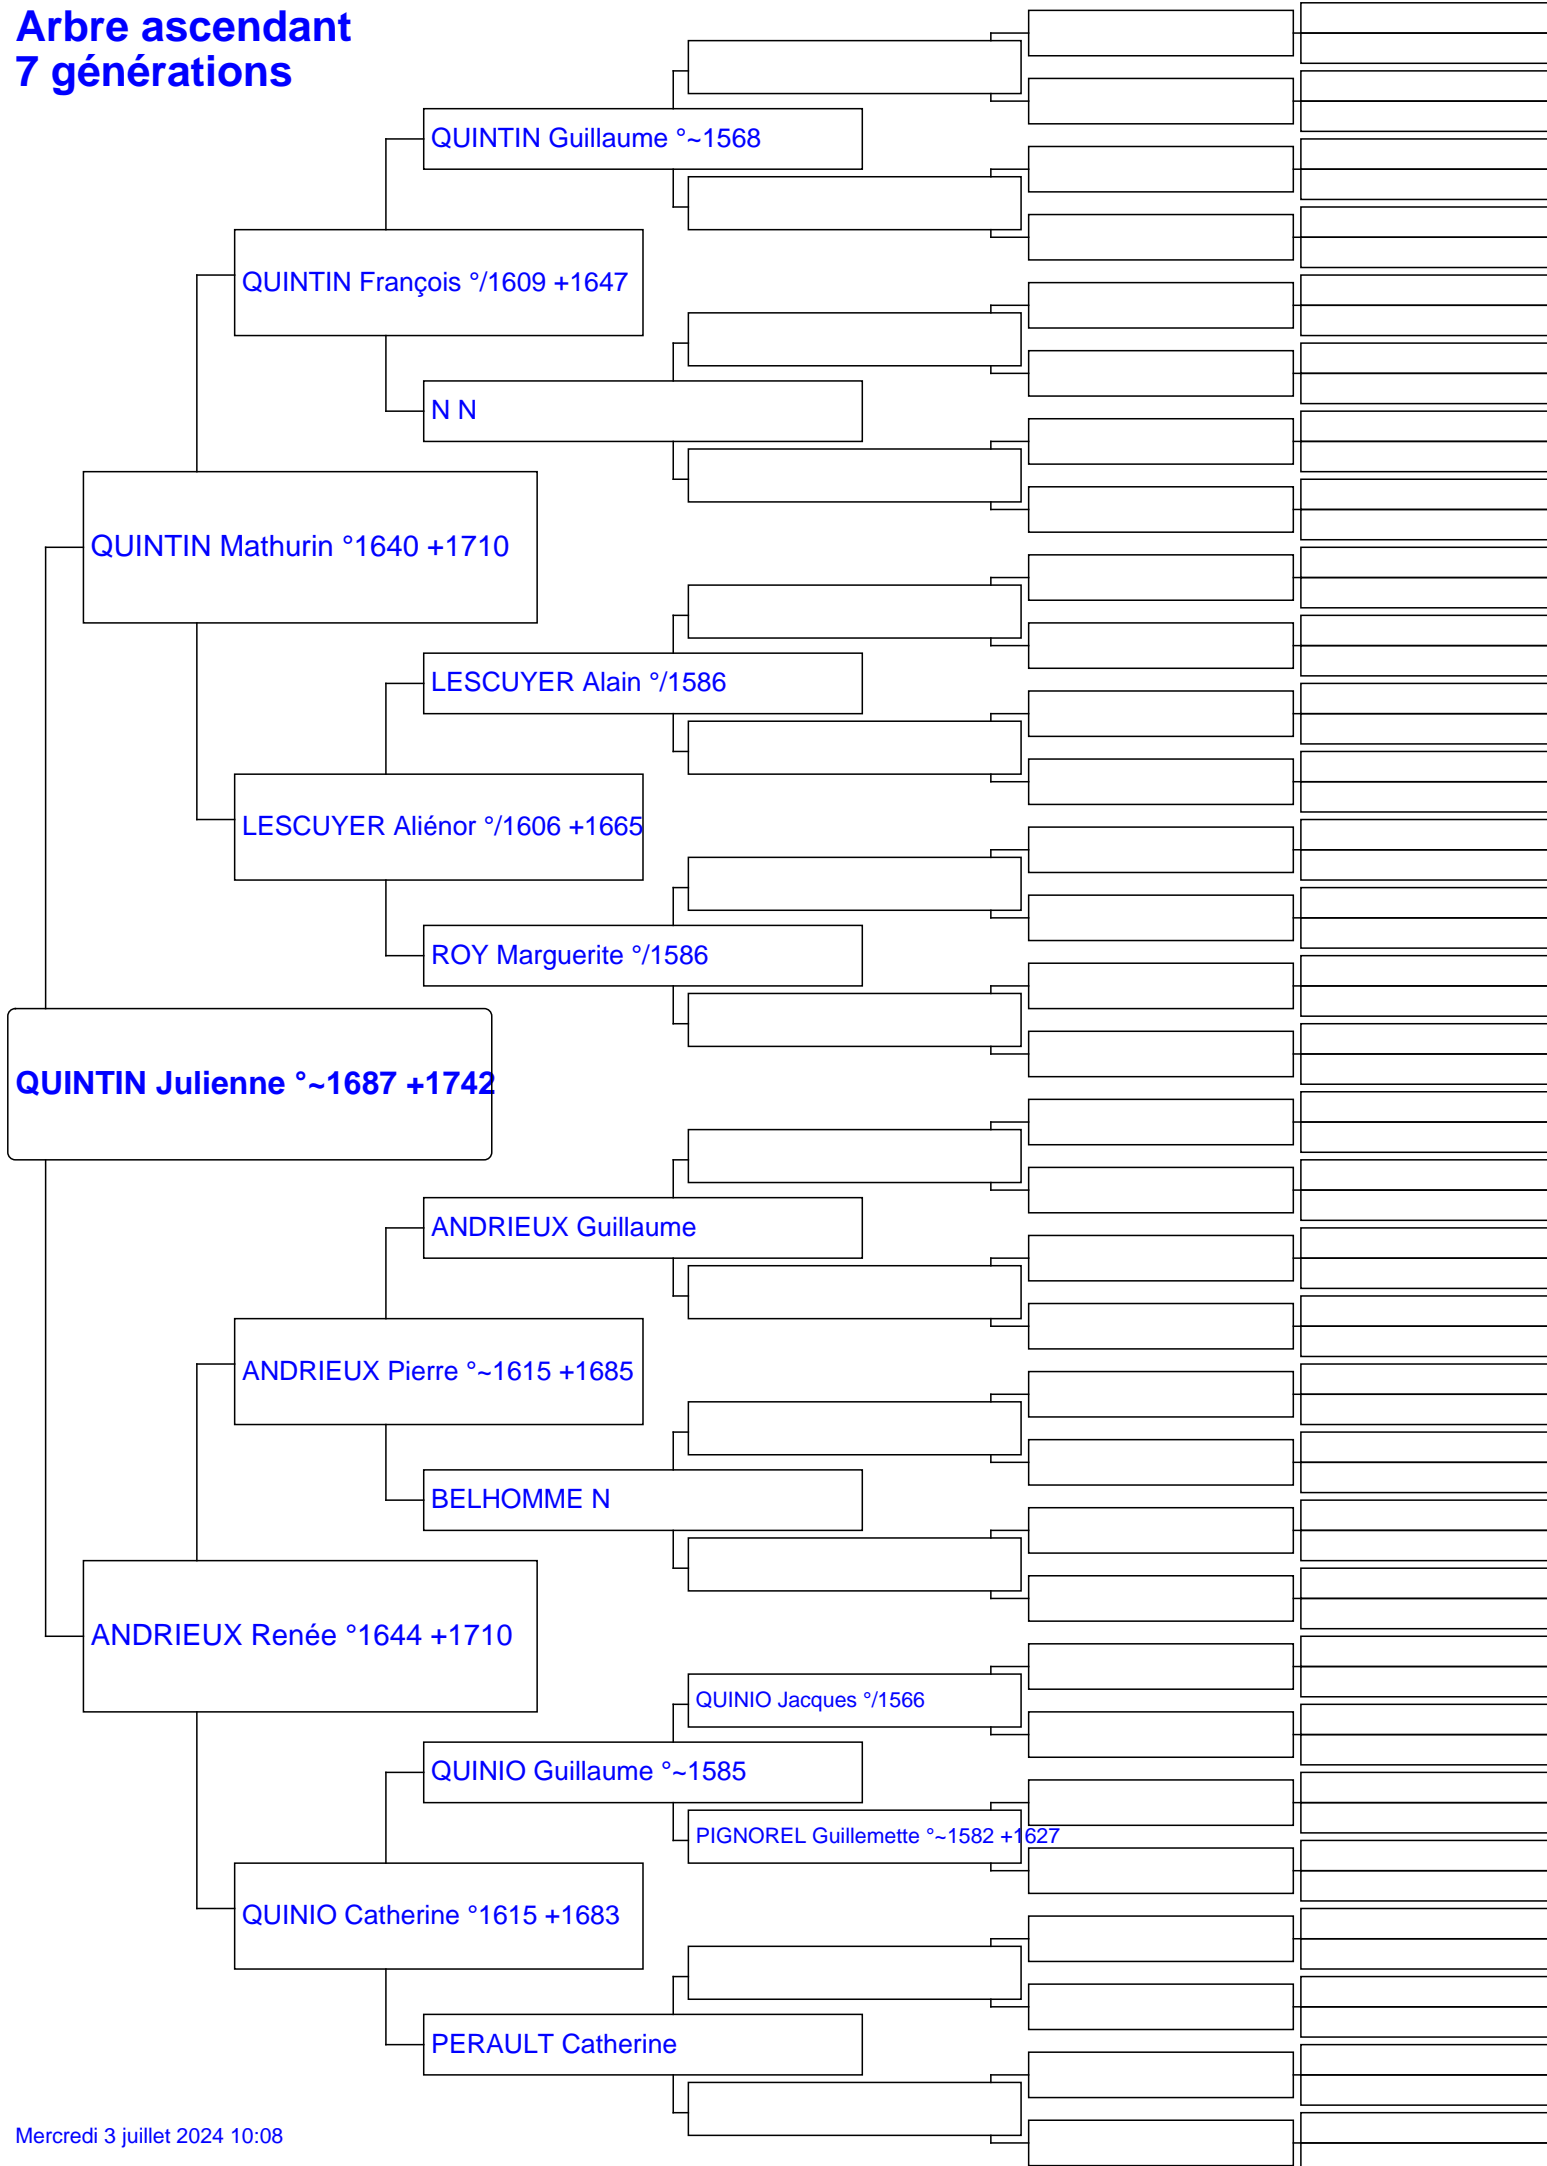 Arbre ascendant
7 générations
QUINTIN Guillaume °~1568
QUINTIN François °/1609 +1647
N N
QUINTIN Mathurin °1640 +1710
LESCUYER Alain °/1586
LESCUYER Aliénor °/1606 +1665
ROY Marguerite °/1586
QUINTIN Julienne °~1687 +1742
ANDRIEUX Guillaume
ANDRIEUX Pierre °~1615 +1685
BELHOMME N
ANDRIEUX Renée °1644 +1710
QUINIO Jacques °/1566
QUINIO Guillaume °~1585
PIGNOREL Guillemette °~1582 +1627
QUINIO Catherine °1615 +1683
PERAULT Catherine
Mercredi 3 juillet 2024 10:08